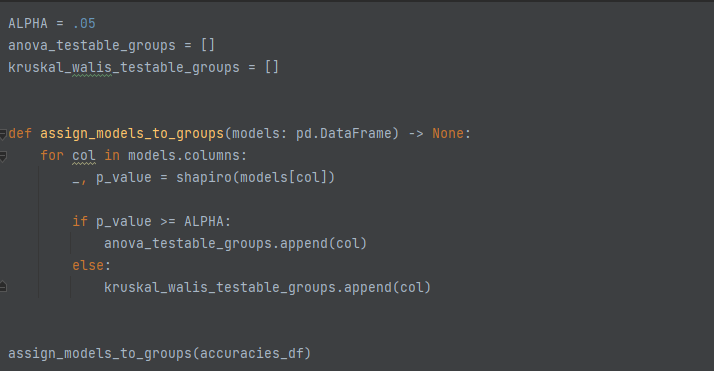 ALPHA = .05
anova_testable_groups = []
kruskal_walis_testable_groups = []
def assign_models_to_groups(models: pd.DataFrame) -> None:
    for col in models.columns:
        _, p_value = shapiro(models[col])
        if p_value >= ALPHA:
            anova_testable_groups.append(col)
        else:
            kruskal_walis_testable_groups.append(col)
assign_models_to_groups(accuracies_df)